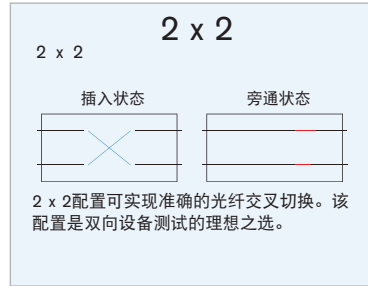 2 x 2
2 x 2
插入状态 旁通状态
2 x 2配置可实现准确的光纤交叉切换。该
配置是双向设备测试的理想之选。